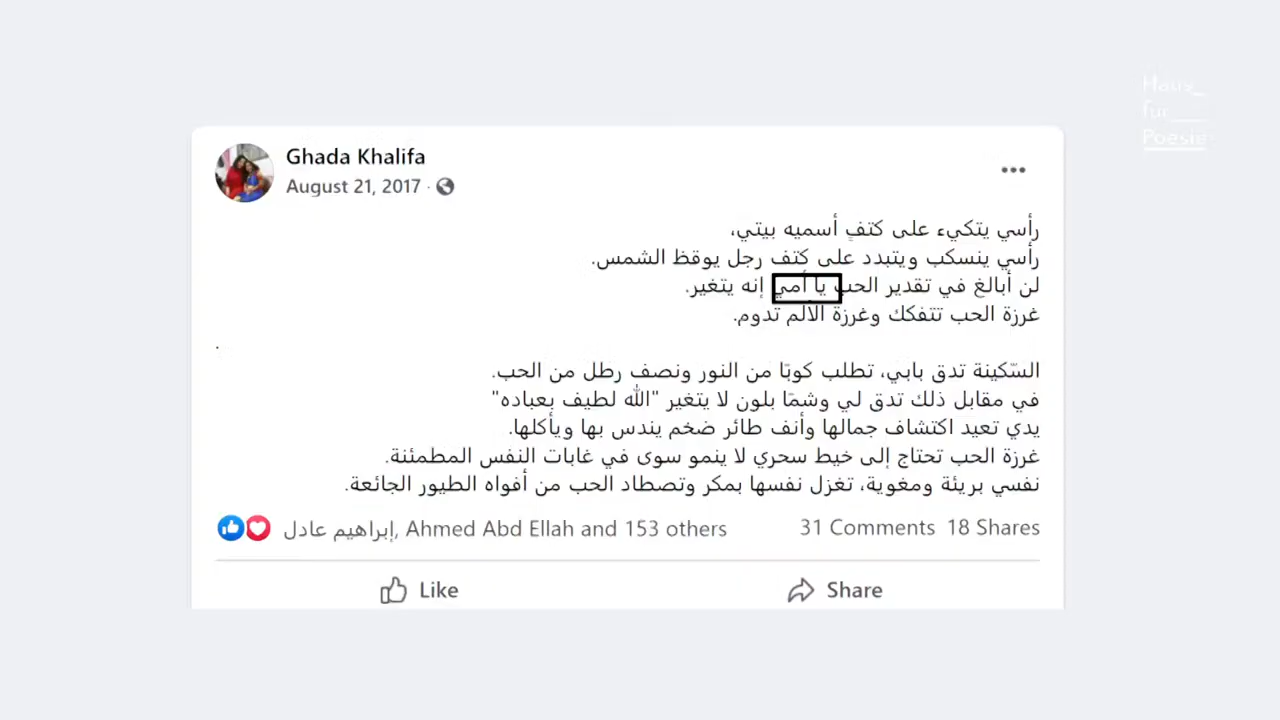 Haus_
für___
Poesie
Ghada Khalifa
August 21, 2017 ·
رأسي يتكيء على كتفٍ أسميه بيتي،
رأسي ينسكب ويتبدد على كتف رجل يوقظ الشمس.
لن أبالغ في تقدير الحب يا أمي إنه يتغير.
غرزة الحب تتفكك وغرزة الألم تدوم.
.
السّكينة تدق بابي، تطلب كوبًا من النور ونصف رطل من الحب.
في مقابل ذلك تدق لي وشمًا بلون لا يتغير "الله لطيف بعباده"
يدي تعيد اكتشاف جمالها وأنف طائر ضخم يندس بها ويأكلها.
غرزة الحب تحتاج إلى خيط سحري لا ينمو سوى في غابات النفس المطمئنة.
نفسي بريئة ومغوية، تغزل نفسها بمكر وتصطاد الحب من أفواه الطيور الجائعة.
إبراهيم عادل, Ahmed Abd Ellah and 153 others 31 Comments 18 Shares
Like Share